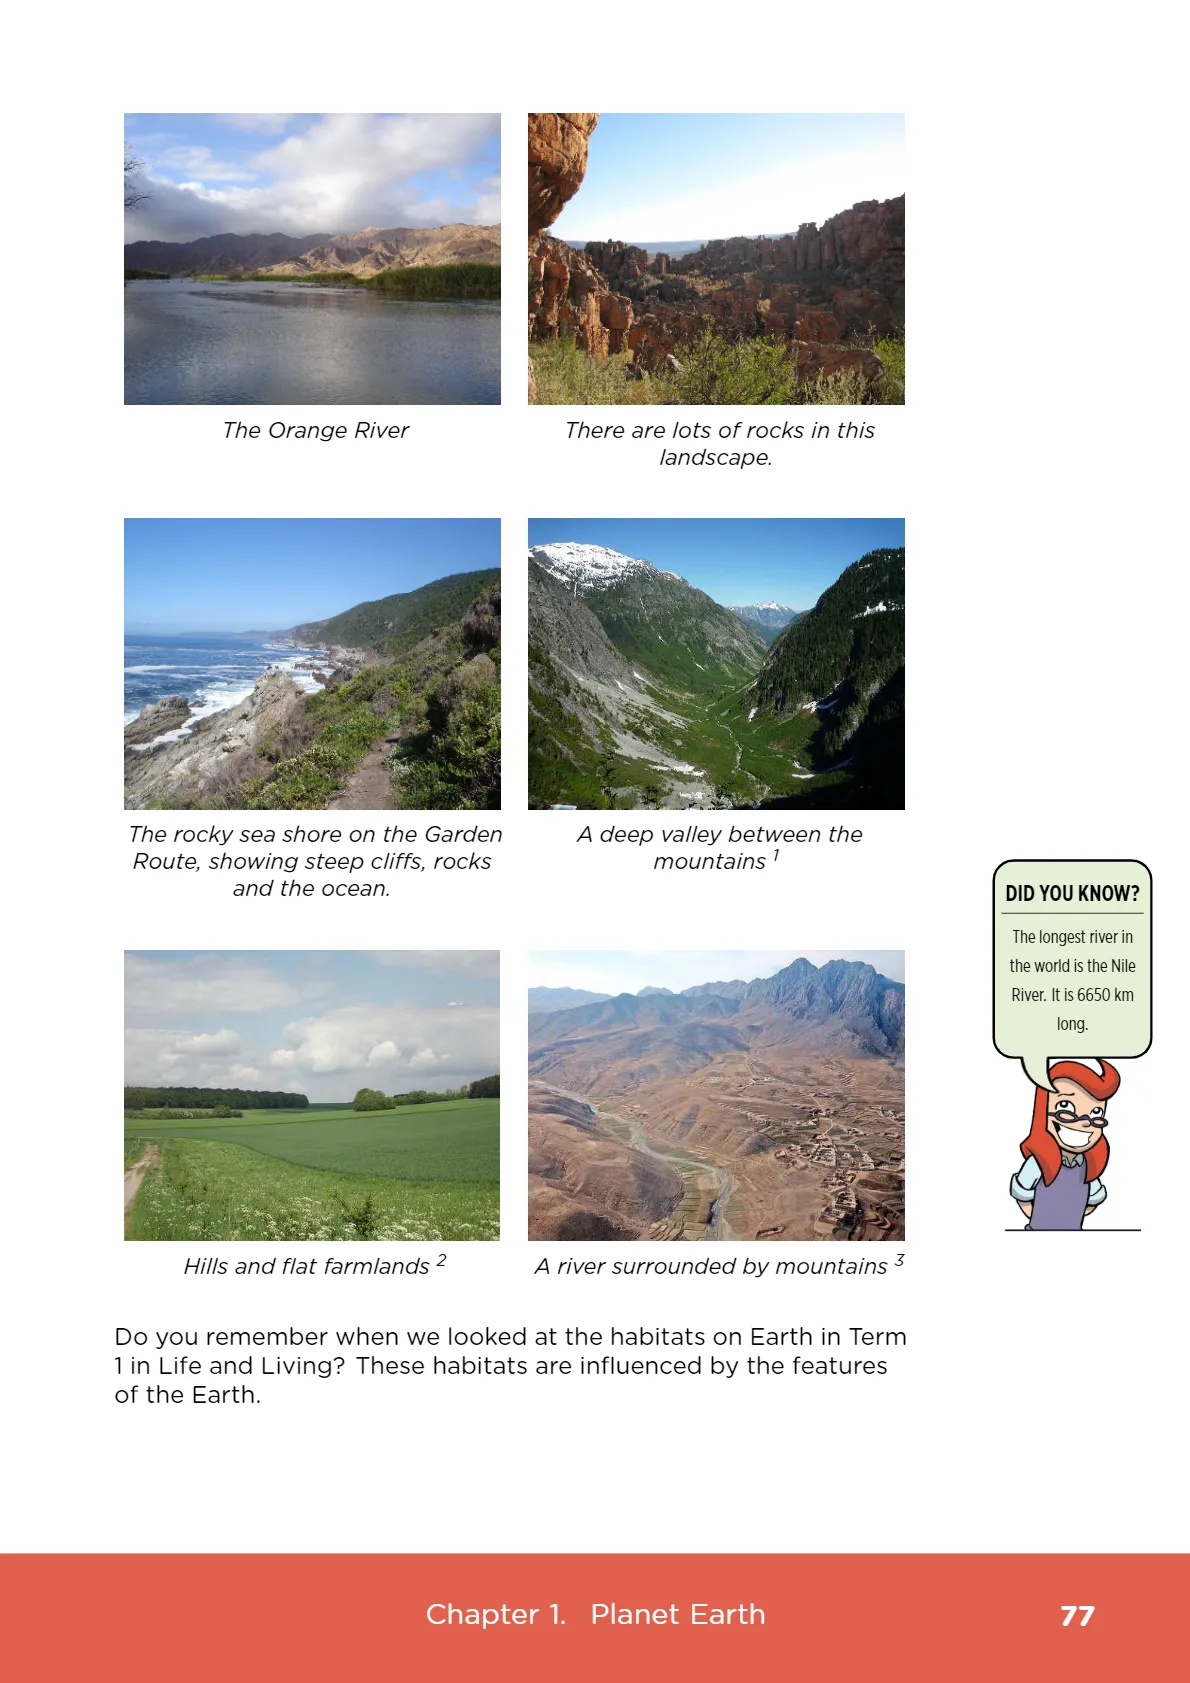 The Orange River
There are lots of rocks in this
landscape.
The rocky sea shore on the Garden
Route, showing steep cliffs, rocks
and the ocean.
A deep valley between the
mountains 1
DID YOU KNOW?
The longest river in
the world is the Nile
River. It is 6650 km
long.
Hills and flat farmlands 2
A river surrounded by mountains 3
Do you remember when we looked at the habitats on Earth in Term
1 in Life and Living? These habitats are influenced by the features
of the Earth.
Chapter 1. Planet Earth
77